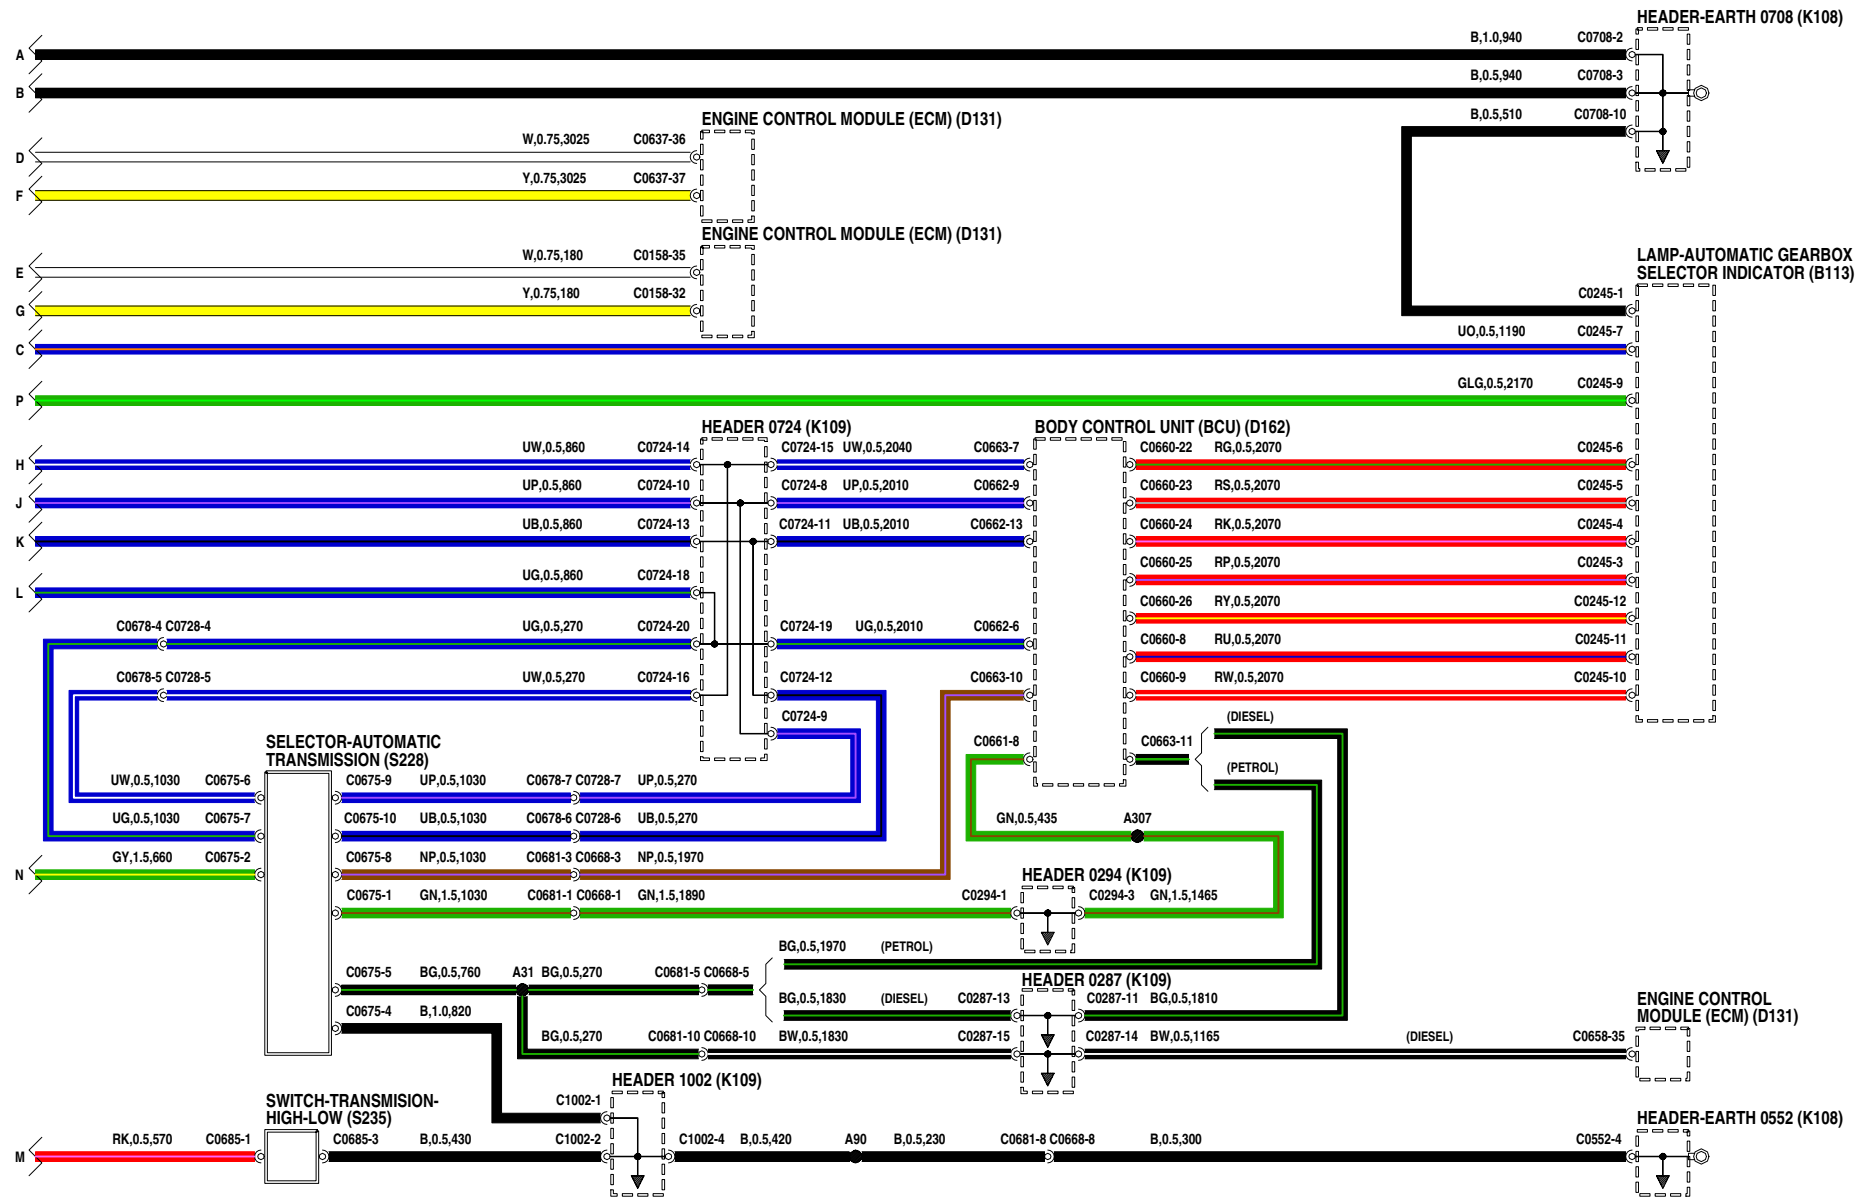 HEADER-EARTH 0708 (K108)
A B,1.0,940 C0708-2
B B,0.5,940 C0708-3
B,0.5,510 C0708-10
ENGINE CONTROL MODULE (ECM) (D131)
D W,0.75,3025 C0637-36
F Y,0.75,3025 C0637-37
ENGINE CONTROL MODULE (ECM) (D131)
E W,0.75,180 C0158-35
G Y,0.75,180 C0158-32
LAMP-AUTOMATIC GEARBOX
SELECTOR INDICATOR (B113)
C0245-1
C UO,0.5,1190 C0245-7
P GLG,0.5,2170 C0245-9
HEADER 0724 (K109) BODY CONTROL UNIT (BCU) (D162)
H UW,0.5,860 C0724-14 C0724-15 UW,0.5,2040 C0663-7 C0660-22 RG,0.5,2070 C0245-6
J UP,0.5,860 C0724-10 C0724-8 UP,0.5,2010 C0662-9 C0660-23 RS,0.5,2070 C0245-5
K UB,0.5,860 C0724-13 C0724-11 UB,0.5,2010 C0662-13 C0660-24 RK,0.5,2070 C0245-4
C0660-25 RP,0.5,2070 C0245-3
L UG,0.5,860 C0724-18
C0660-26 RY,0.5,2070 C0245-12
C0678-4 C0728-4 UG,0.5,270 C0724-20 C0724-19 UG,0.5,2010 C0662-6
C0660-8 RU,0.5,2070 C0245-11
C0678-5 C0728-5 UW,0.5,270 C0724-16 C0724-12 C0663-10 C0660-9 RW,0.5,2070 C0245-10
C0724-9 (DIESEL)
SELECTOR-AUTOMATIC
TRANSMISSION (S228)
C0661-8 C0663-11
(PETROL)
UW,0.5,1030 C0675-6 C0675-9 UP,0.5,1030 C0678-7 C0728-7 UP,0.5,270
UG,0.5,1030 C0675-7 C0675-10 UB,0.5,1030 C0678-6 C0728-6 UB,0.5,270 GN,0.5,435 A307
N GY,1.5,660 C0675-2 C0675-8 NP,0.5,1030 C0681-3 C0668-3 NP,0.5,1970
HEADER 0294 (K109)
C0675-1 GN,1.5,1030 C0681-1 C0668-1 GN,1.5,1890 C0294-1 C0294-3 GN,1.5,1465
BG,0.5,1970 (PETROL)
C0675-5 BG,0.5,760 A31 BG,0.5,270 C0681-5 C0668-5
HEADER 0287 (K109)
BG,0.5,1830 (DIESEL) C0287-13 C0287-11 BG,0.5,1810
C0675-4 B,1.0,820
ENGINE CONTROL
MODULE (ECM) (D131)
BG,0.5,270 C0681-10 C0668-10 BW,0.5,1830 C0287-15 C0287-14 BW,0.5,1165 (DIESEL) C0658-35
HEADER 1002 (K109)
C1002-1
SWITCH-TRANSMISION-
HIGH-LOW (S235)
HEADER-EARTH 0552 (K108)
M RK,0.5,570 C0685-1 C0685-3 B,0.5,430 C1002-2 C1002-4 B,0.5,420 A90 B,0.5,230 C0681-8 C0668-8 B,0.5,300 C0552-4